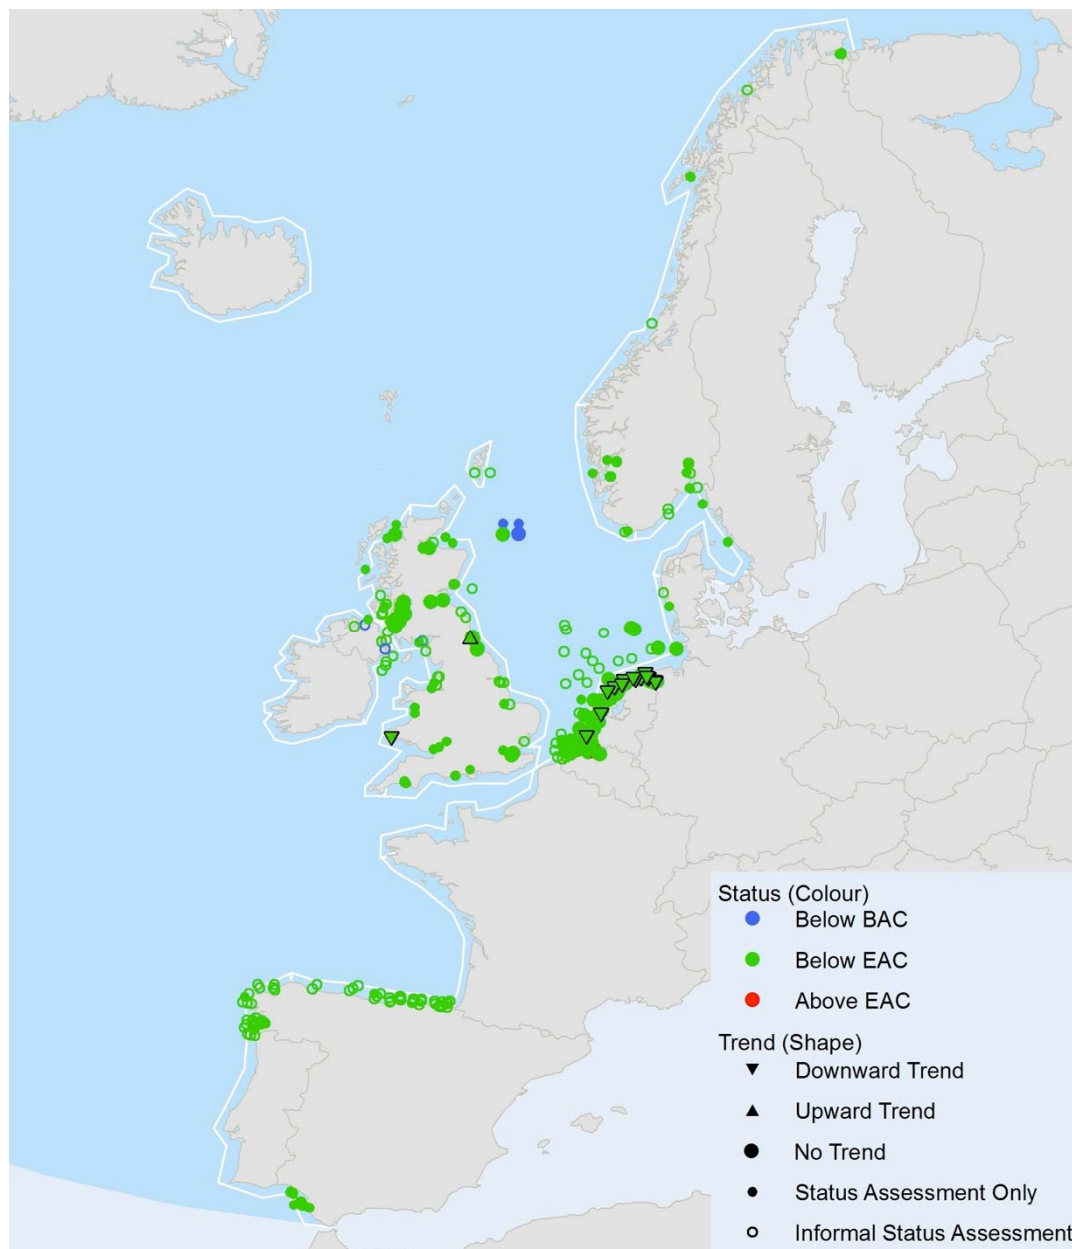 Status (Colour)
Below BAC
Below EAC
Above EAC
Trend (Shape)
Downward Trend
Upward Trend
No Trend
Status Assessment Only
Informal Status Assessment